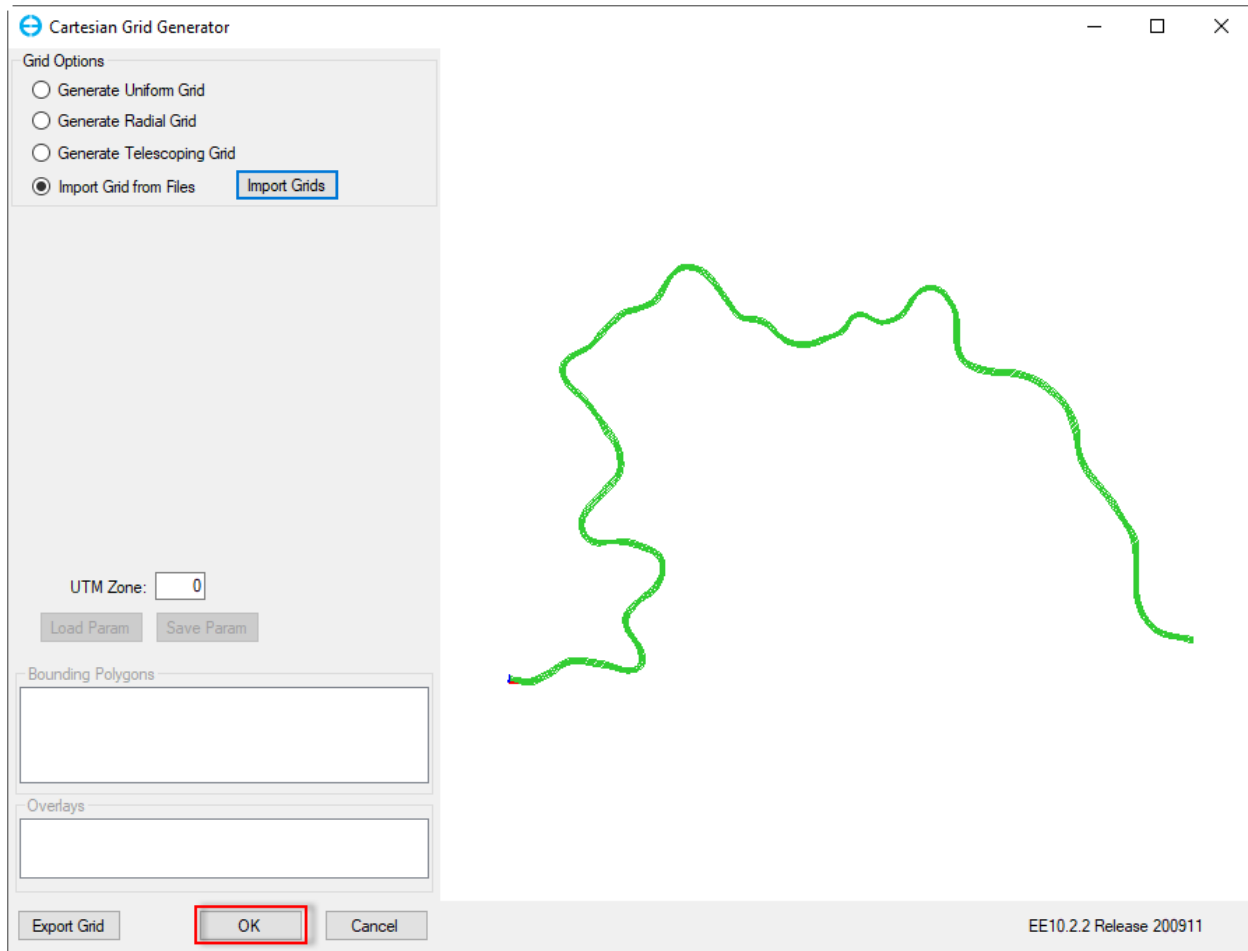 Cartesian Grid Generator
Grid Options
Generate Uniform Grid
Generate Radial Grid
Generate Telescoping Grid
Import Grid from Files
Import Grids
UTM Zone: 0
Load Param
Save Param
Bounding Polygons
Overlays
Export Grid
OK
Cancel
EE10.2.2 Release 200911